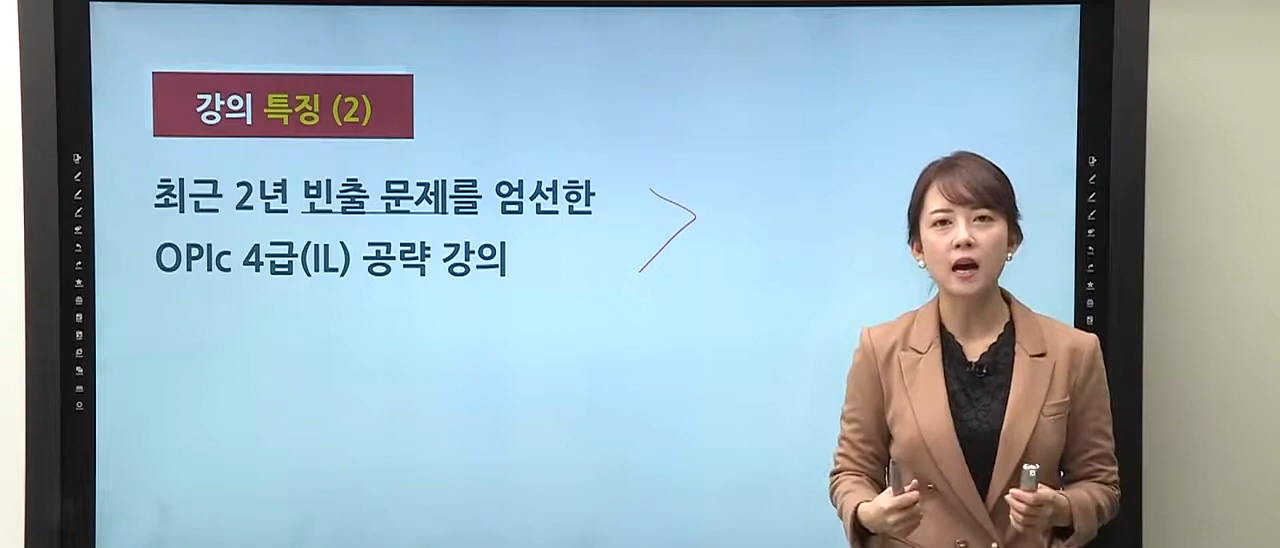 강의 특징 (2)
최근 2년 빈출 문제를 엄선한
OPIc 4급(IL) 공략 강의